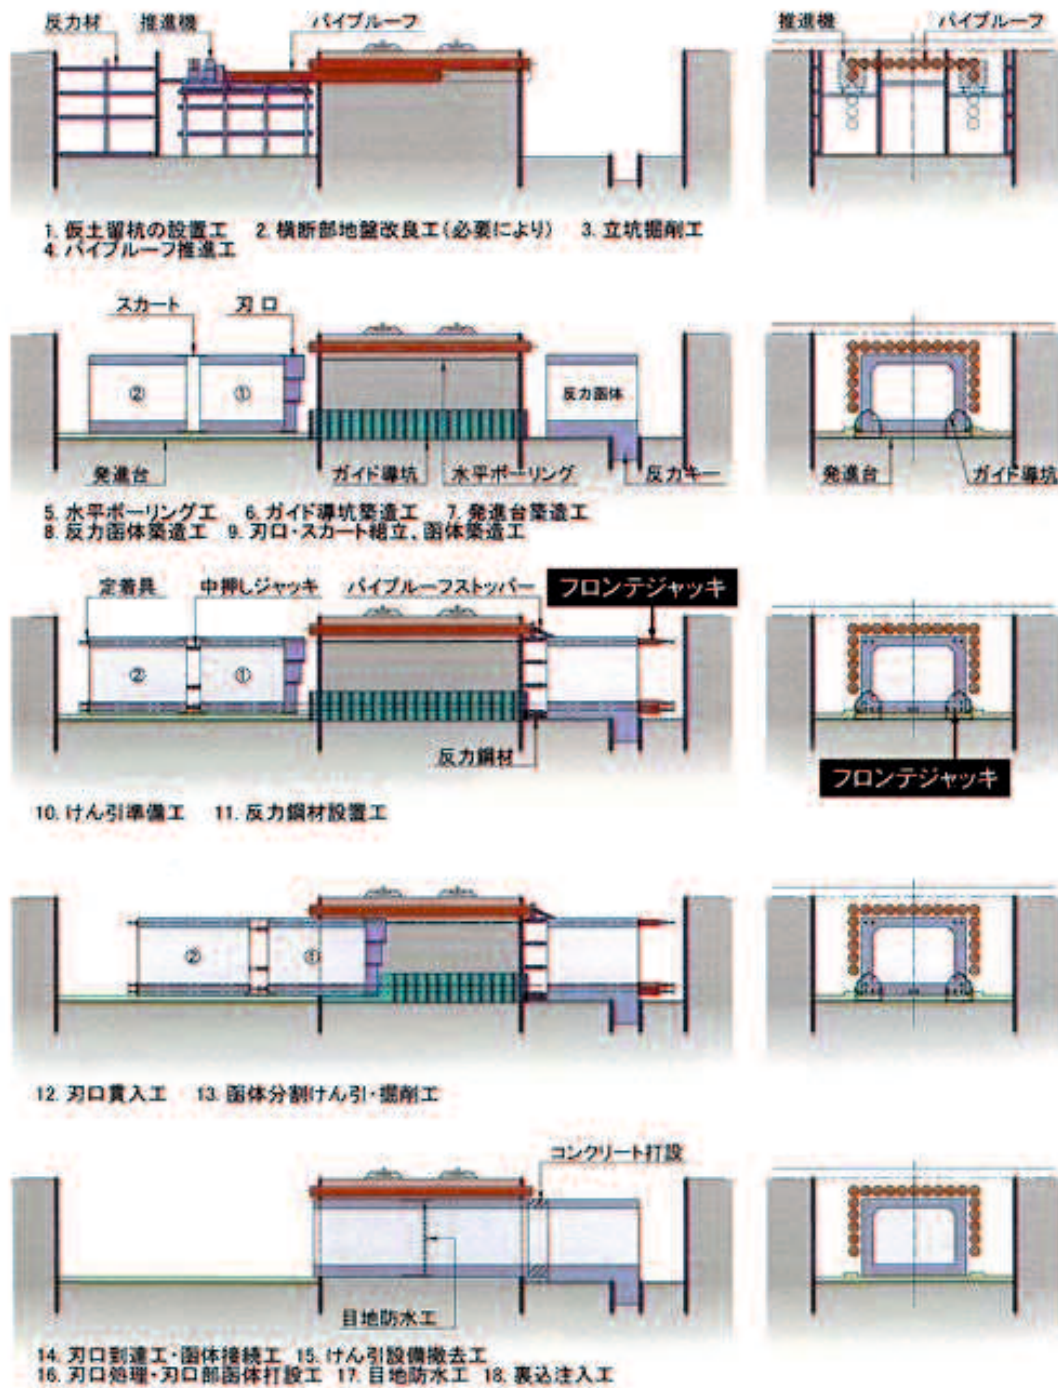 反力材 推進機 パイプルーフ 推進機 パイプルーフ
1. 仮土留杭の設置工 2. 横断部地盤改良工(必要により) 3. 立坑掘削工
4. パイプルーフ推進工
スカート 刃口
② ① 反力函体
発進台 ガイド導坑 水平ボーリング 反力キー 発進台 ガイド導坑
5. 水平ボーリング工 6. ガイド導坑築造工 7. 発進台築造工
8. 反力函体築造工 9. 刃口・スカート組立、函体築造工
定着具 中押しジャッキ パイプルーフストッパー フロンテジャッキ
② ①
反力鋼材 フロンテジャッキ
10. けん引準備工 11. 反力鋼材設置工
② ①
12. 刃口貫入工 13. 函体分割けん引・掘削工
コンクリート打設
目地防水工
14. 刃口到達工・函体接続工 15. けん引設備撤去工
16. 刃口処理・刃口部函体打設工 17. 目地防水工 18. 裏込注入工